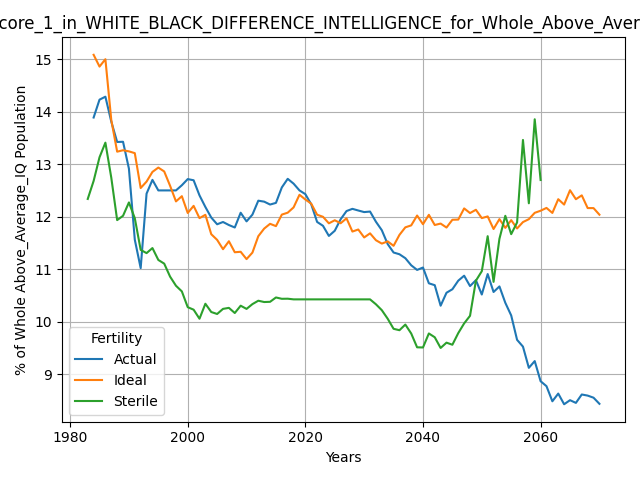 core_1_in_WHITE_BLACK_DIFFERENCE_INTELLIGENCE_for_Whole_Above_Aver
% of Whole Above_Average_IQ Population
15
14
13
12
11
10
9
Fertility
Actual
Ideal
Sterile
1980
2000
2020
2040
2060
Years